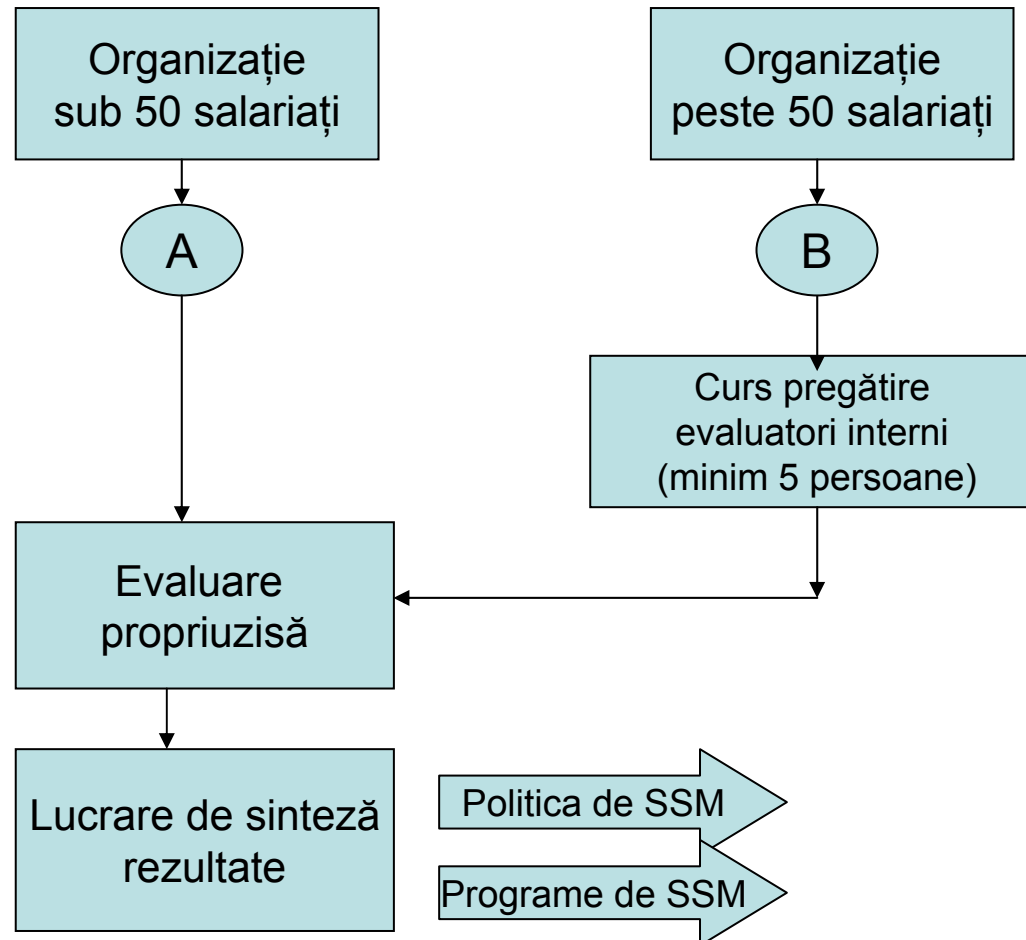 Organizație
sub 50 salariați
Organizație
peste 50 salariați
A
B
Curs pregătire
evaluatori interni
(minim 5 persoane)
Evaluare
propriuzisă
Lucrare de sinteză
rezultate
Politica de SSM
Programe de SSM